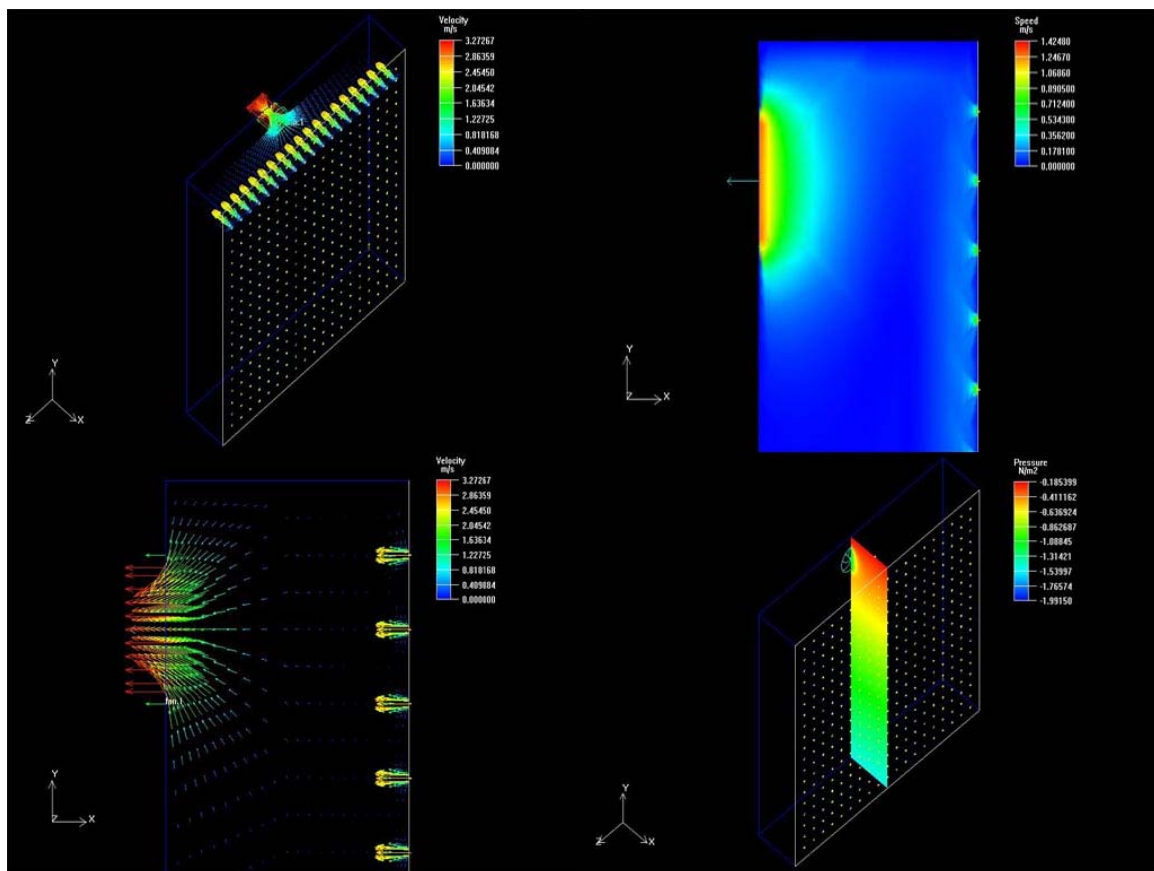 Velocity
m/s
3.27267
2.86359
2.45450
2.04542
1.63634
1.22725
0.818168
0.409084
0.000000
Y
Z
X
Speed
m/s
1.42480
1.24670
1.06860
0.890500
0.712400
0.534300
0.356200
0.178100
0.000000
Y
Z
X
Velocity
m/s
3.27267
2.86359
2.45450
2.04542
1.63634
1.22725
0.818168
0.409084
0.000000
Y
Z
X
Pressure
N/m2
-0.185399
-0.411162
-0.636924
-0.862687
-1.08845
-1.31421
-1.53997
-1.76574
-1.99150
Y
Z
X